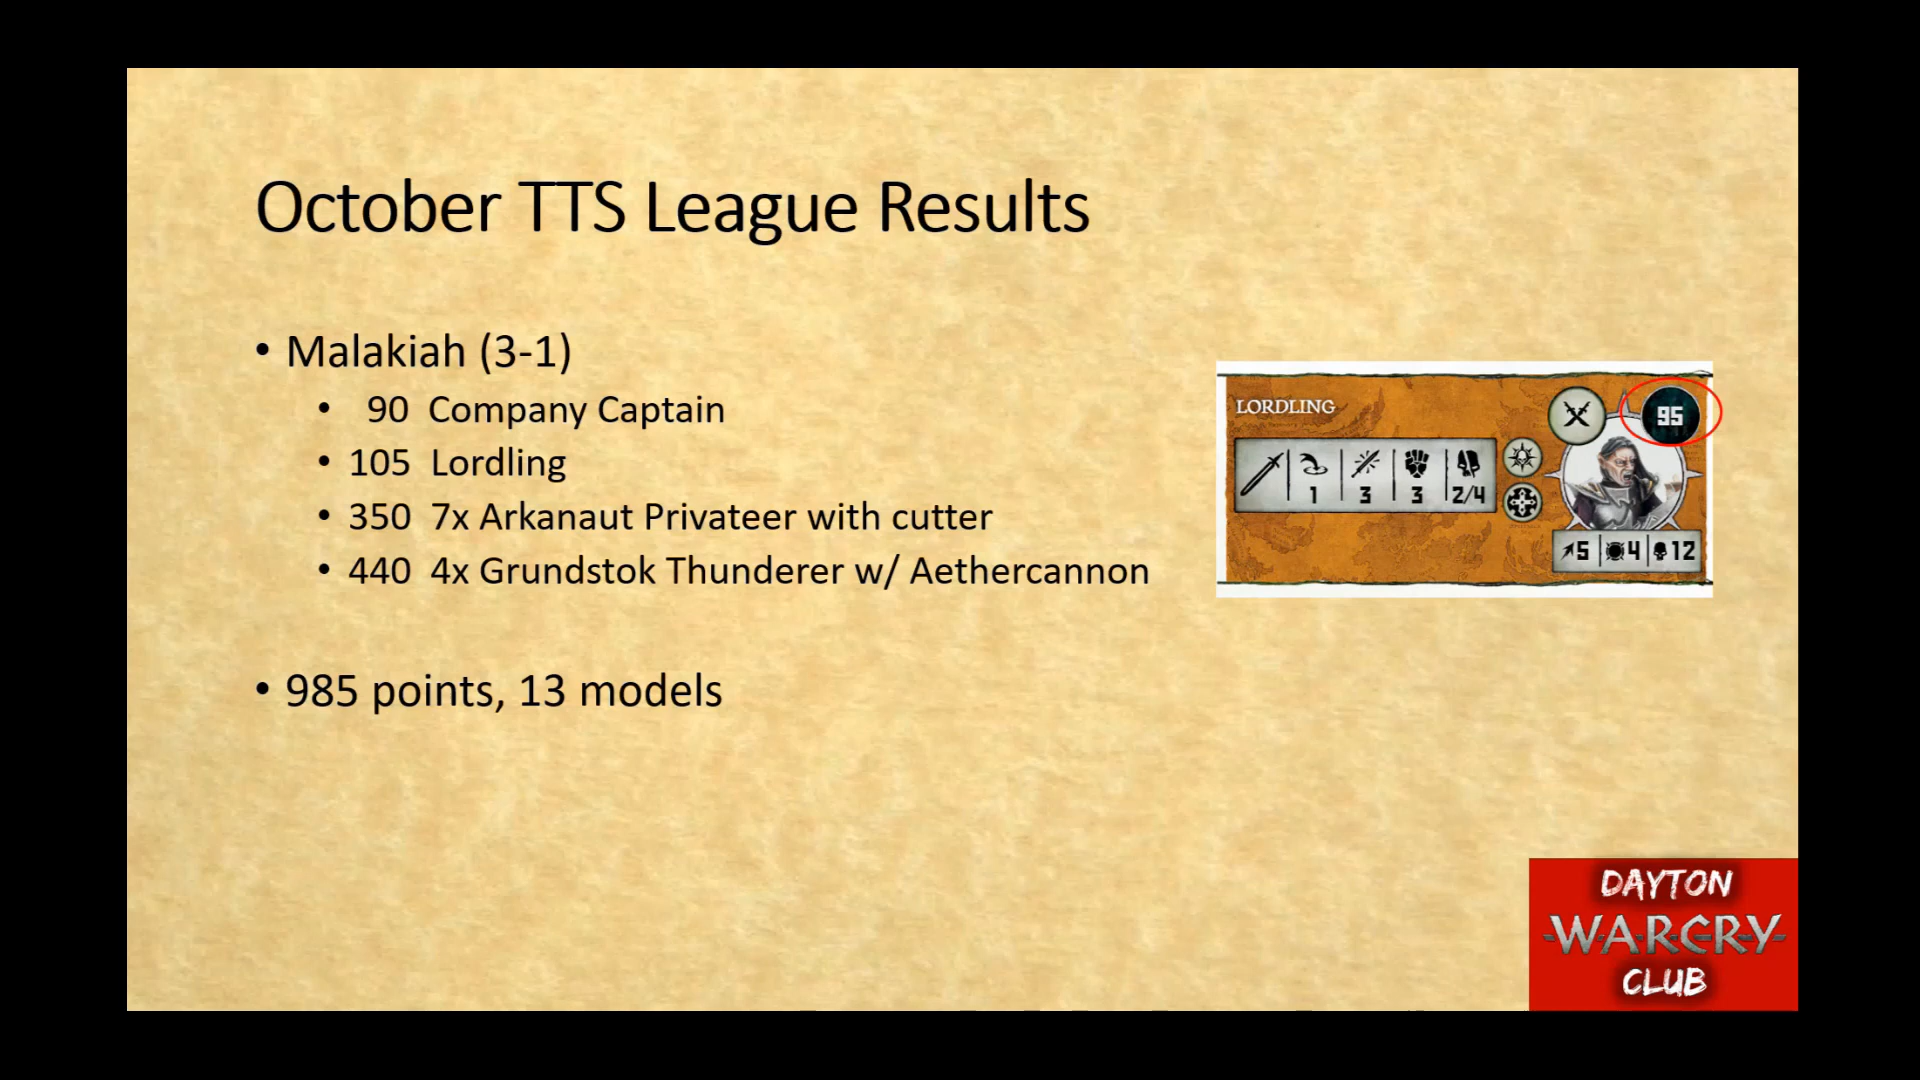 October TTS League Results
• Malakiah (3-1)
• 90 Company Captain
• 105 Lordling
• 350 7x Arkanaut Privateer with cutter
• 440 4x Grundstok Thunderer w/ Aethercannon
• 985 points, 13 models
LORDLING
95
1 3 3 2/4
5 4 12
DAYTON
WARCRY
CLUB